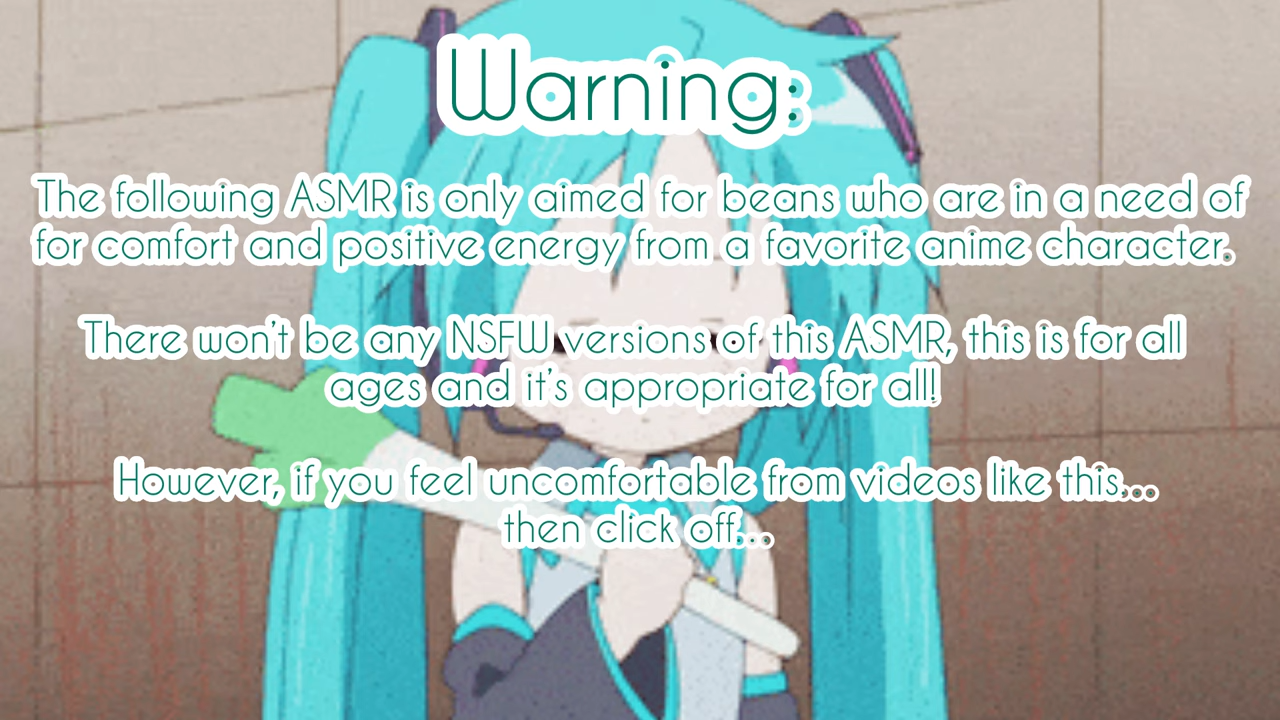 Warning:
The following ASMR is only aimed for beans who are in a need of
for comfort and positive energy from a favorite anime character.
There won't be any NSFW versions of this ASMR, this is for all
ages and it's appropriate for all!
However, if you feel uncomfortable from videos like this...
then click off...